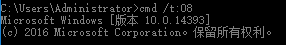 C:\Users\Administrator>cmd /t:08
Microsoft Windows [版本 10.0.14393]
(c) 2016 Microsoft Corporation。保留所有权利。